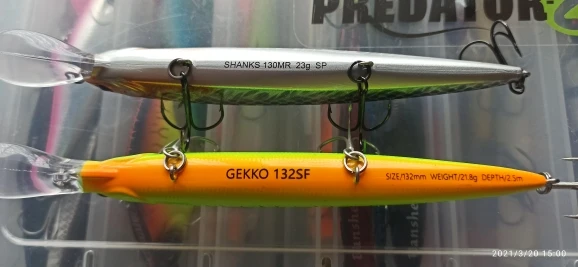 PREDATOR
SHANKS 130MR 23g SP
GEKKO 132SF
SIZE/132mm WEIGHT/21.8g DEPTH/2.5m
2021/3/20 15:00